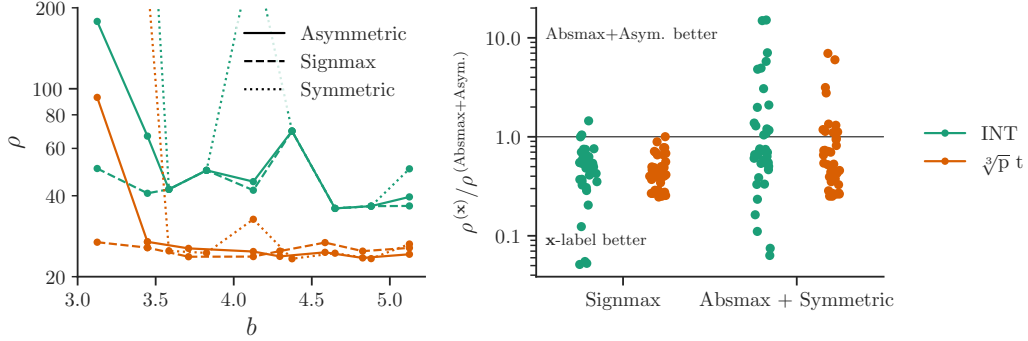 200
100
80
60
40
20
ρ
3.0
3.5
4.0
4.5
5.0
b
Asymmetric
Signmax
Symmetric
10.0
1.0
0.1
ρ^(x)/ρ^(Absmax+Asym.)
Absmax+Asym. better
x-label better
Signmax
Absmax + Symmetric
INT
∛p t